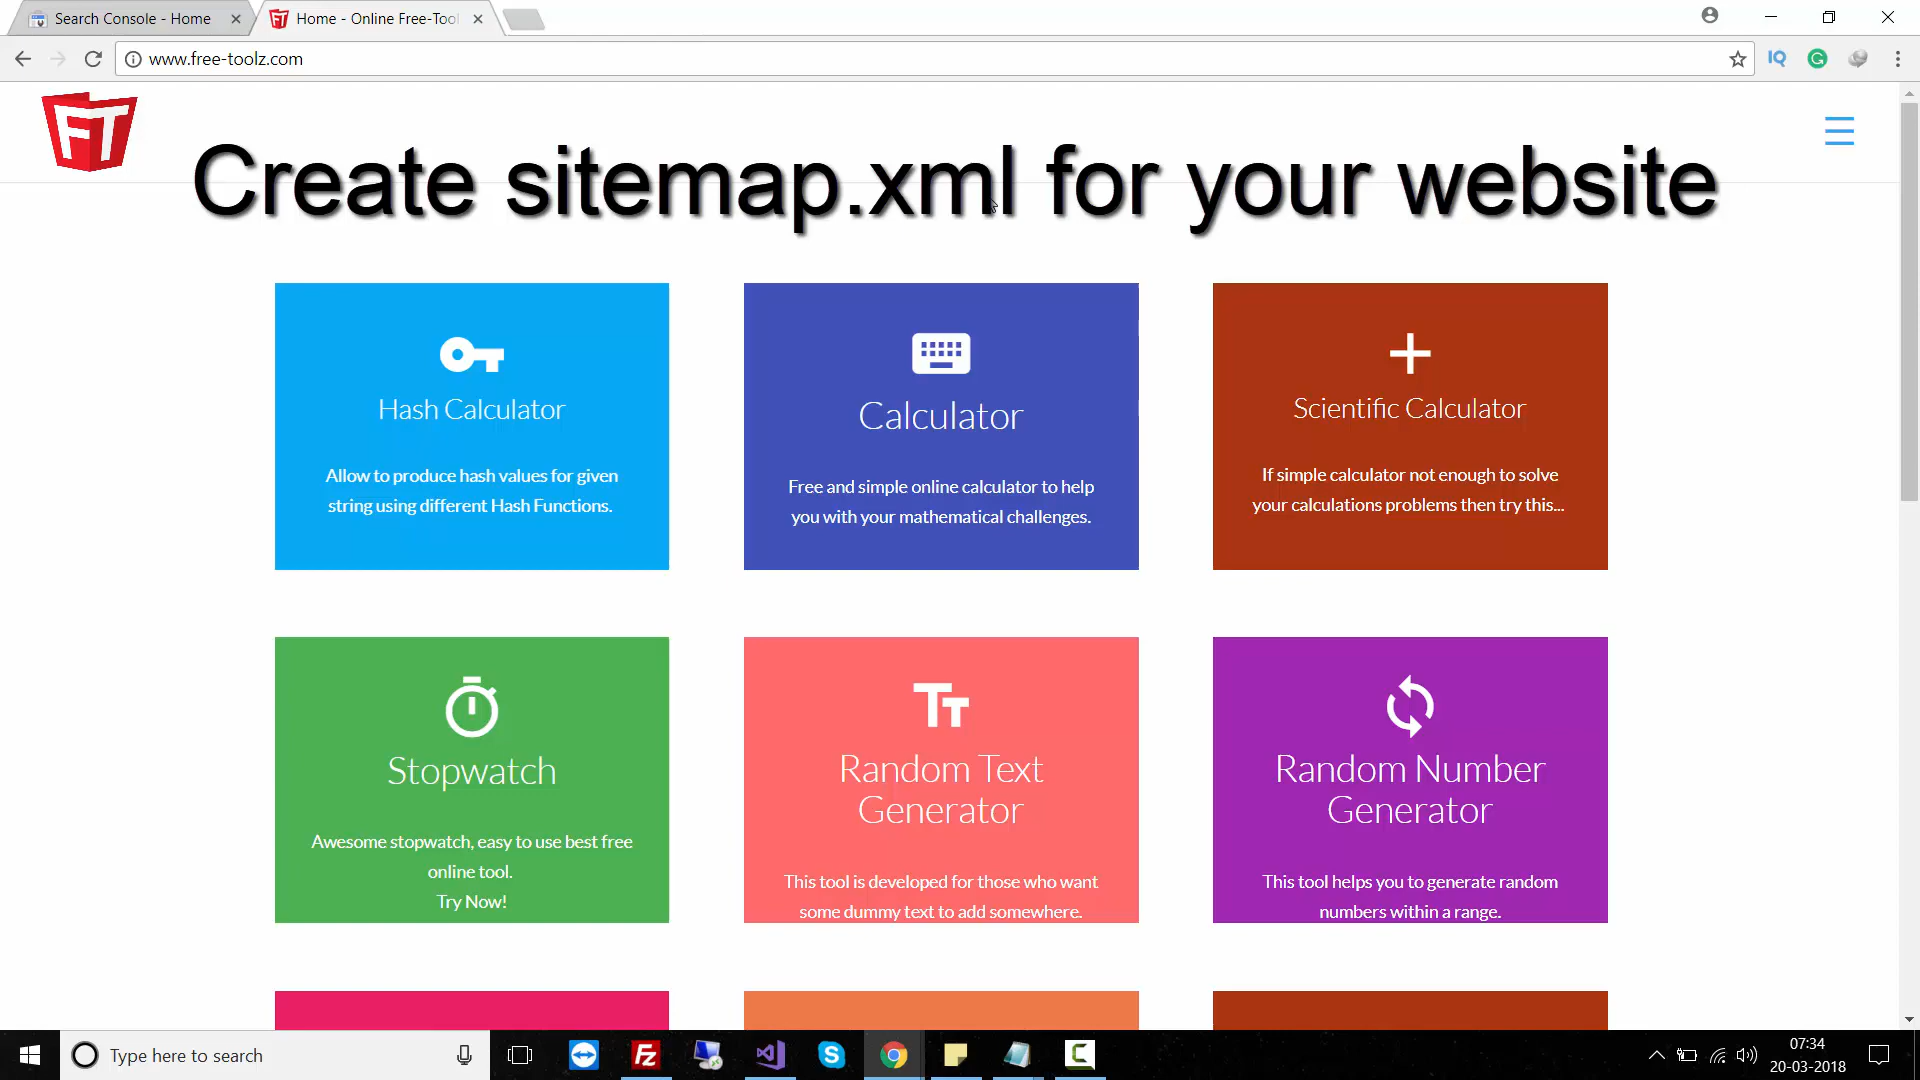 Search Console - Home
Home - Online Free-Tool
www.free-toolz.com
IQ
FT
Create sitemap.xml for your website
Hash Calculator
Allow to produce hash values for given
string using different Hash Functions.
Calculator
Free and simple online calculator to help
you with your mathematical challenges.
Scientific Calculator
If simple calculator not enough to solve
your calculations problems then try this...
Stopwatch
Awesome stopwatch, easy to use best free
online tool.
Try Now!
Random Text
Generator
This tool is developed for those who want
some dummy text to add somewhere.
Random Number
Generator
This tool helps you to generate random
numbers within a range.
Type here to search
07:34
20-03-2018